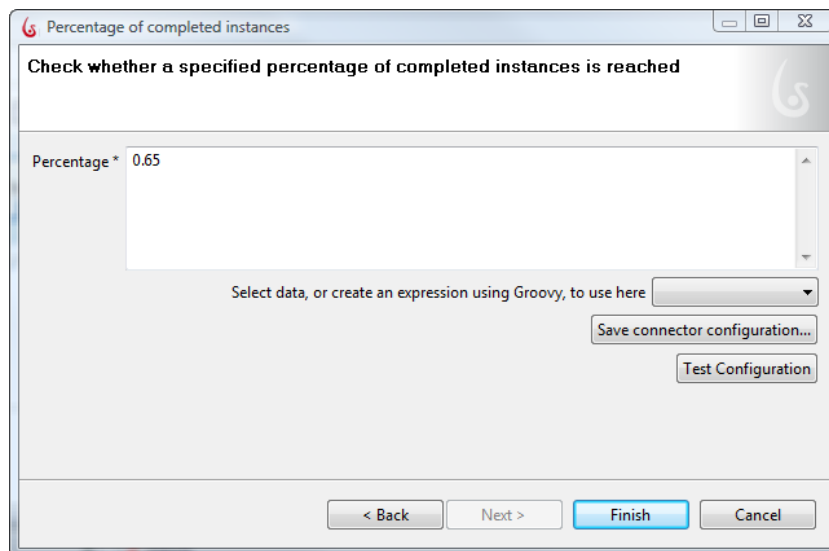 Percentage of completed instances
Check whether a specified percentage of completed instances is reached
Percentage * 0.65
Select data, or create an expression using Groovy, to use here
Save connector configuration...
Test Configuration
< Back Next > Finish Cancel